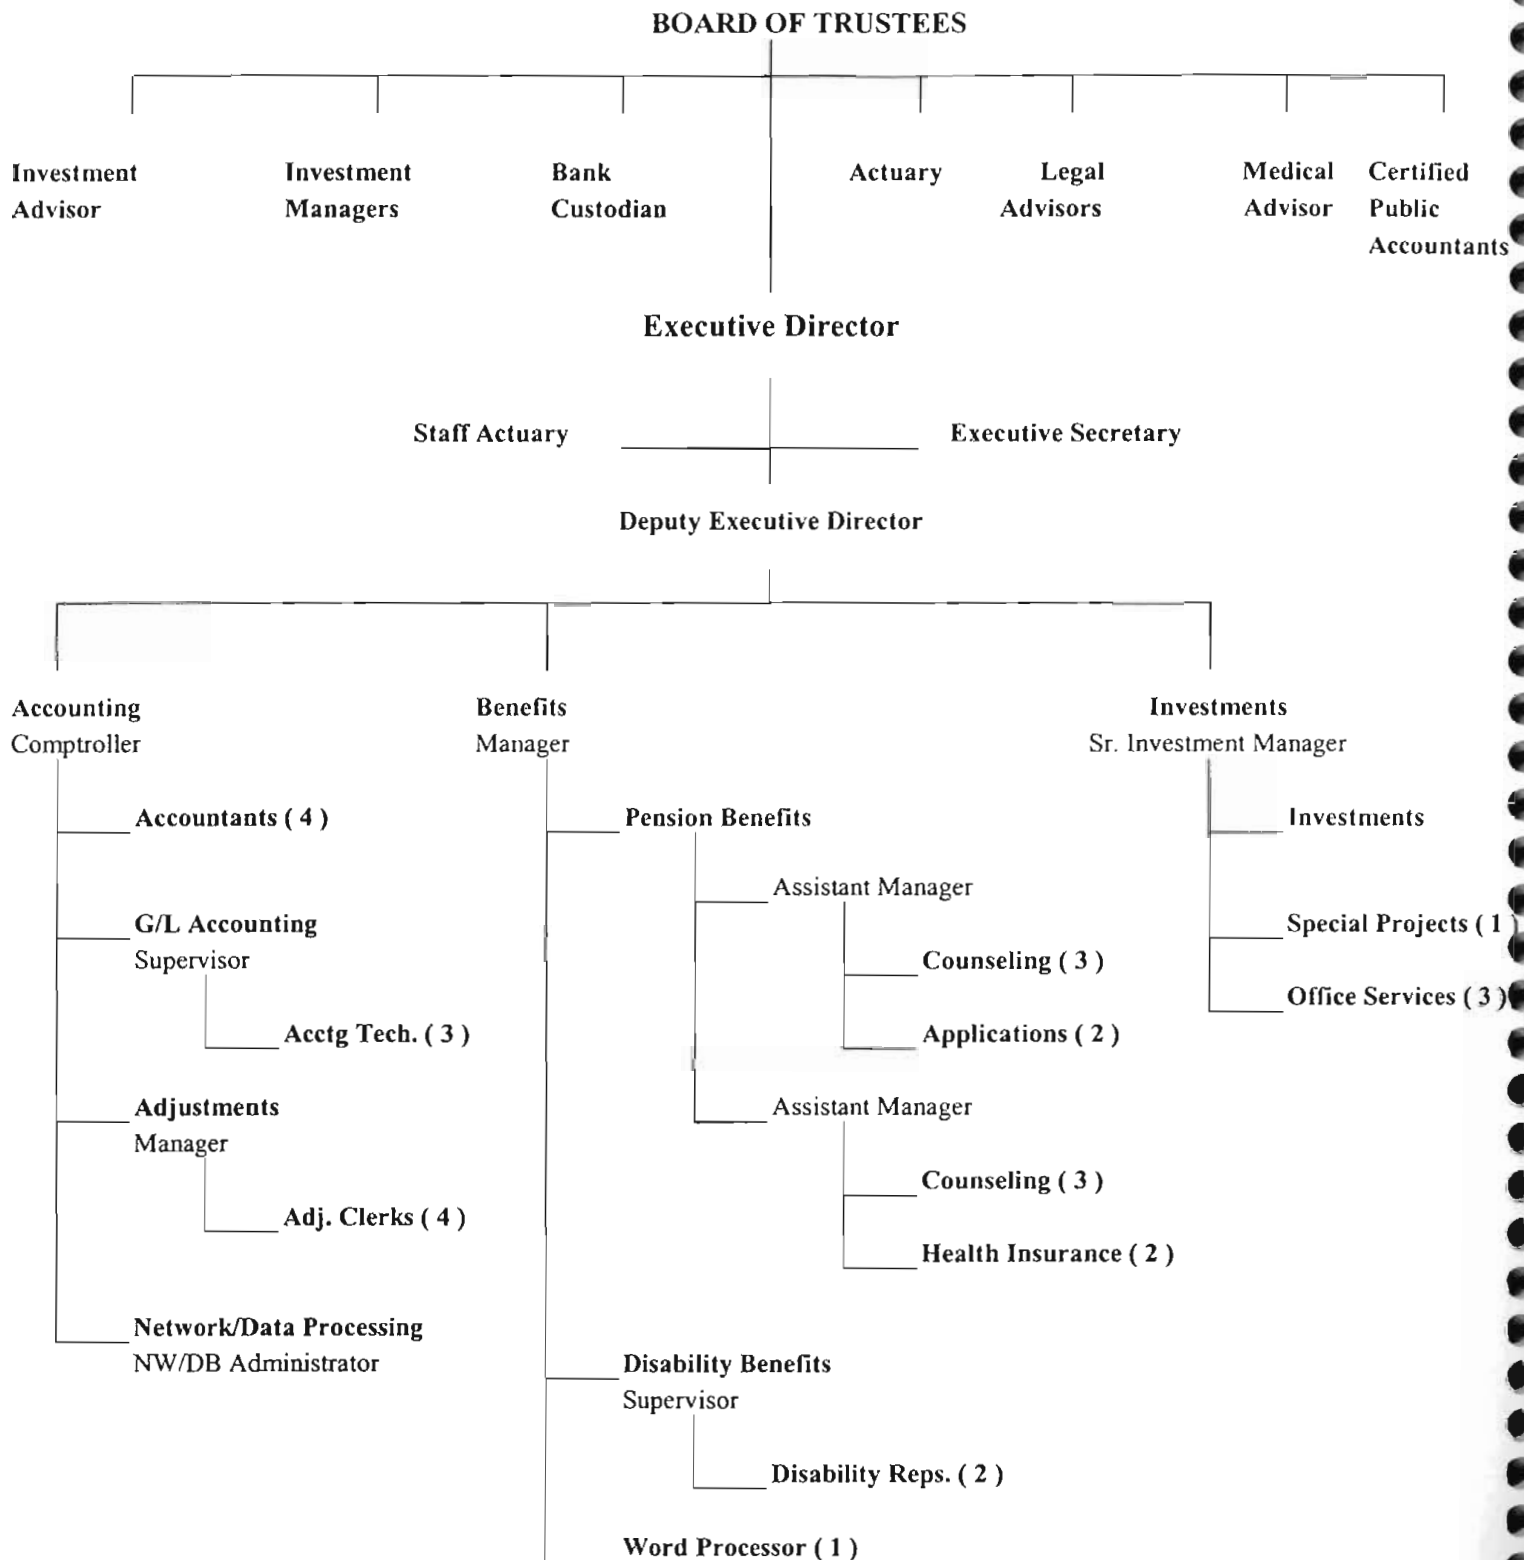 BOARD OF TRUSTEES
Investment Advisor
Investment Managers
Bank Custodian
Actuary
Legal Advisors
Medical Advisor
Certified Public Accountants
Executive Director
Staff Actuary
Executive Secretary
Deputy Executive Director
Accounting
Comptroller
Accountants ( 4 )
G/L Accounting
Supervisor
Acctg Tech. ( 3 )
Adjustments
Manager
Adj. Clerks ( 4 )
Network/Data Processing
NW/DB Administrator
Benefits
Manager
Pension Benefits
Assistant Manager
Counseling ( 3 )
Applications ( 2 )
Assistant Manager
Counseling ( 3 )
Health Insurance ( 2 )
Disability Benefits
Supervisor
Disability Reps. ( 2 )
Word Processor ( 1 )
Investments
Sr. Investment Manager
Investments
Special Projects ( 1 )
Office Services ( 3 )